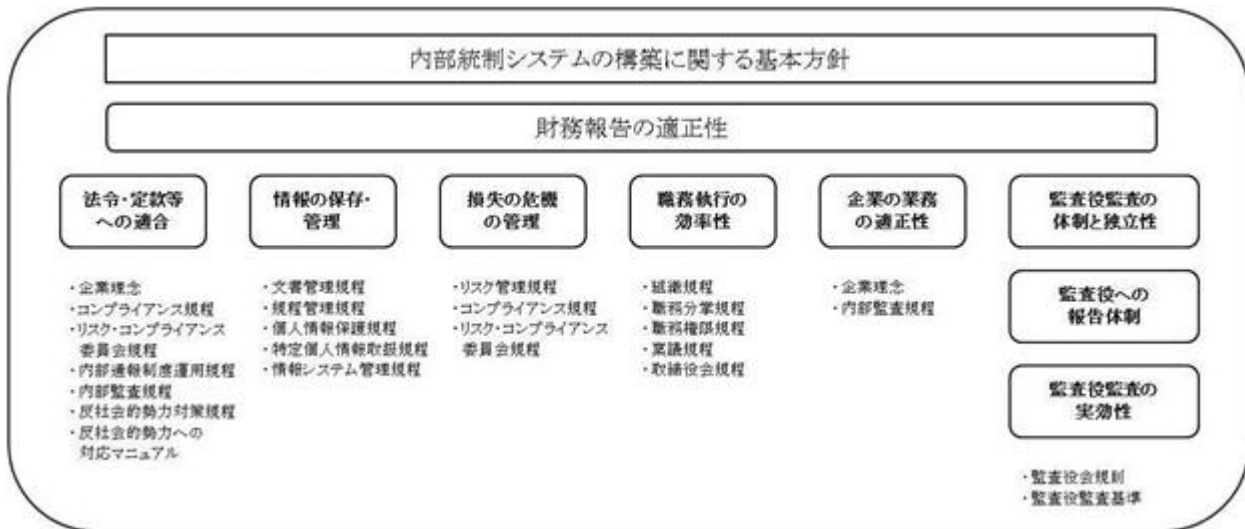 内部統制システムの構築に関する基本方針
財務報告の適正性
法令・定款等
への適合
・企業理念
・コンプライアンス規程
・リスク・コンプライアンス
委員会規程
・内部通報制度運用規程
・内部監査規程
・反社会的勢力対策規程
・反社会的勢力への
対応マニュアル
情報の保存・
管理
・文書管理規程
・規程管理規程
・個人情報保護規程
・特定個人情報取扱規程
・情報システム管理規程
損失の危機
の管理
・リスク管理規程
・コンプライアンス規程
・リスク・コンプライアンス
委員会規程
職務執行の
効率性
・組織規程
・職務分掌規程
・職務権限規程
・稟議規程
・取締役会規程
企業の業務
の適正性
・企業理念
・内部監査規程
監査役監査の
体制と独立性
監査役への
報告体制
監査役監査の
実効性
・監査役会規則
・監査役監査基準